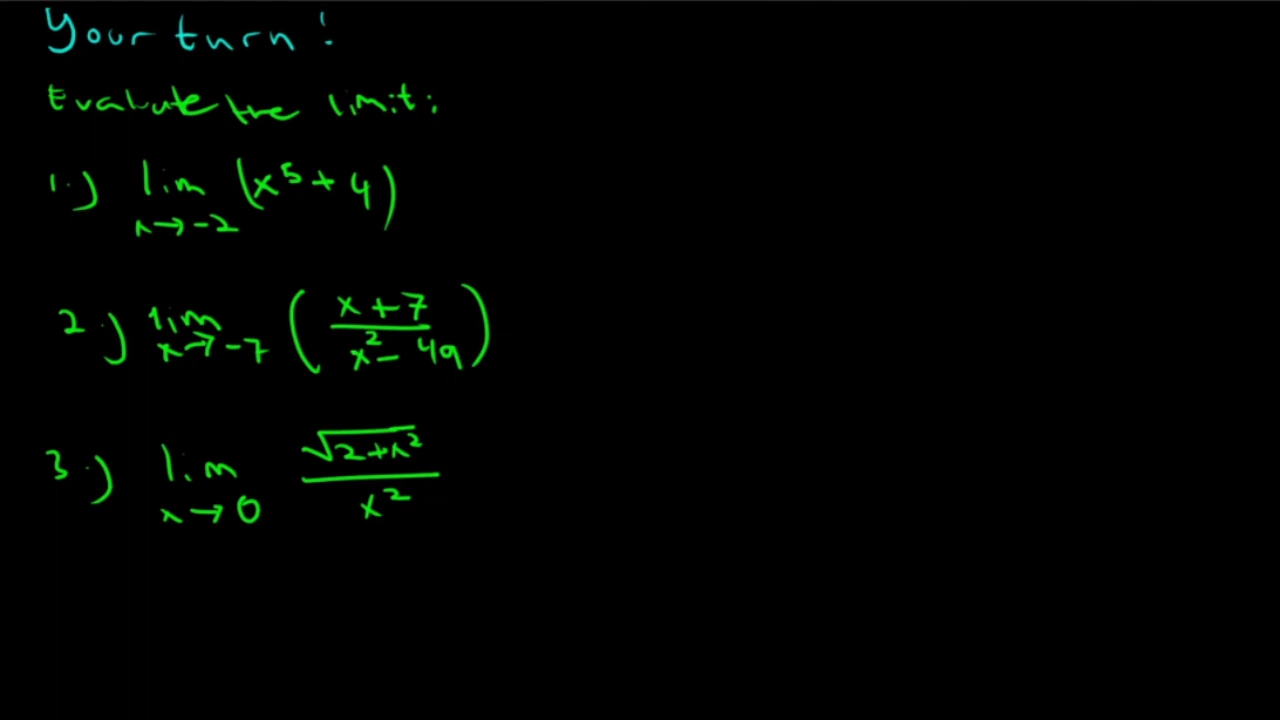 Your turn!
Evaluate the limit:
1.) lim x→-2 (x⁵ + 4)
2.) lim x→-7 ( (x+7)/(x² - 49) )
3.) lim x→0 √(2+x²)/x²